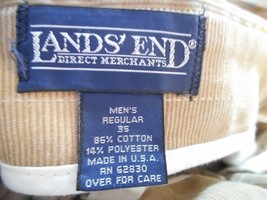 LANDS' END®
DIRECT MERCHANTS
MEN'S
REGULAR
35
86% COTTON
14% POLYESTER
MADE IN U.S.A.
RN 62830
OVER, FOR CARE